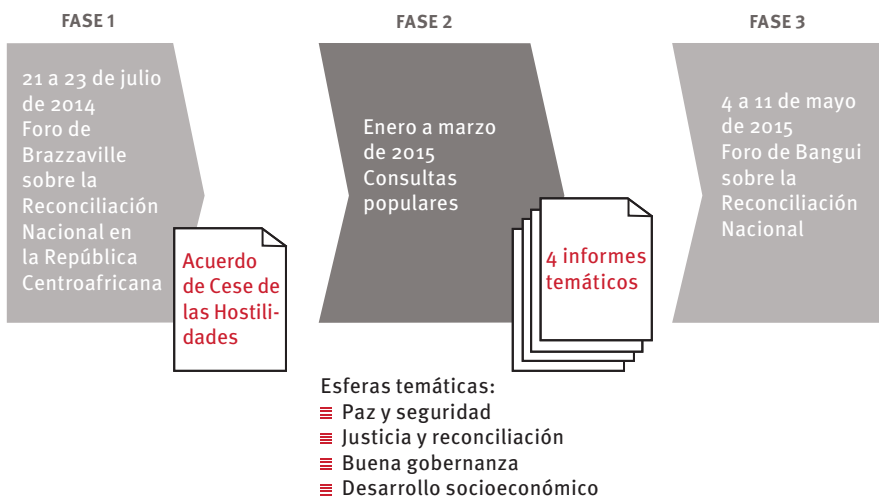 FASE 1
21 a 23 de julio
de 2014
Foro de
Brazzaville
sobre la
Reconciliación
Nacional en
la República
Centroafricana
Acuerdo
de Cese de
las Hostili-
dades
FASE 2
Enero a marzo
de 2015
Consultas
populares
4 informes
temáticos
Esferas temáticas:
Paz y seguridad
Justicia y reconciliación
Buena gobernanza
Desarrollo socioeconómico
FASE 3
4 a 11 de mayo
de 2015
Foro de Bangui
sobre la
Reconciliación
Nacional